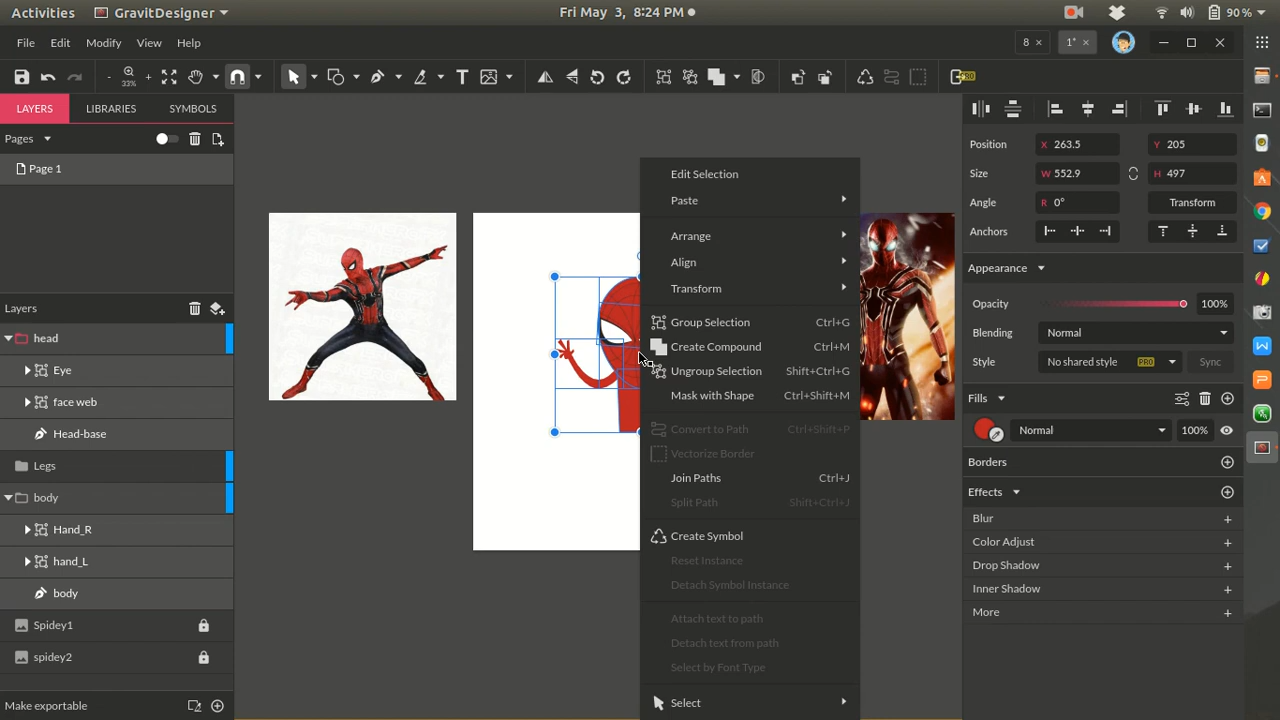 Activities GravitDesigner Fri May 3, 8:24 PM 90 %
File Edit Modify View Help 8 × 1* ×
- 33% + PRO
LAYERS LIBRARIES SYMBOLS
Pages
Page 1
Layers
head
Eye
face web
Head-base
Legs
body
Hand_R
hand_L
body
Spidey1
spidey2
Make exportable
Edit Selection
Paste
Arrange
Align
Transform
Group Selection Ctrl+G
Create Compound Ctrl+M
Ungroup Selection Shift+Ctrl+G
Mask with Shape Ctrl+Shift+M
Convert to Path Ctrl+Shift+P
Vectorize Border
Join Paths Ctrl+J
Split Path Shift+Ctrl+J
Create Symbol
Reset Instance
Detach Symbol Instance
Attach text to path
Detach text from path
Select by Font Type
Select
Position X 263.5 Y 205
Size W 552.9 H 497
Angle R 0° Transform
Anchors
Appearance
Opacity 100%
Blending Normal
Style No shared style PRO Sync
Fills
Normal 100%
Borders
Effects
Blur +
Color Adjust +
Drop Shadow +
Inner Shadow +
More +